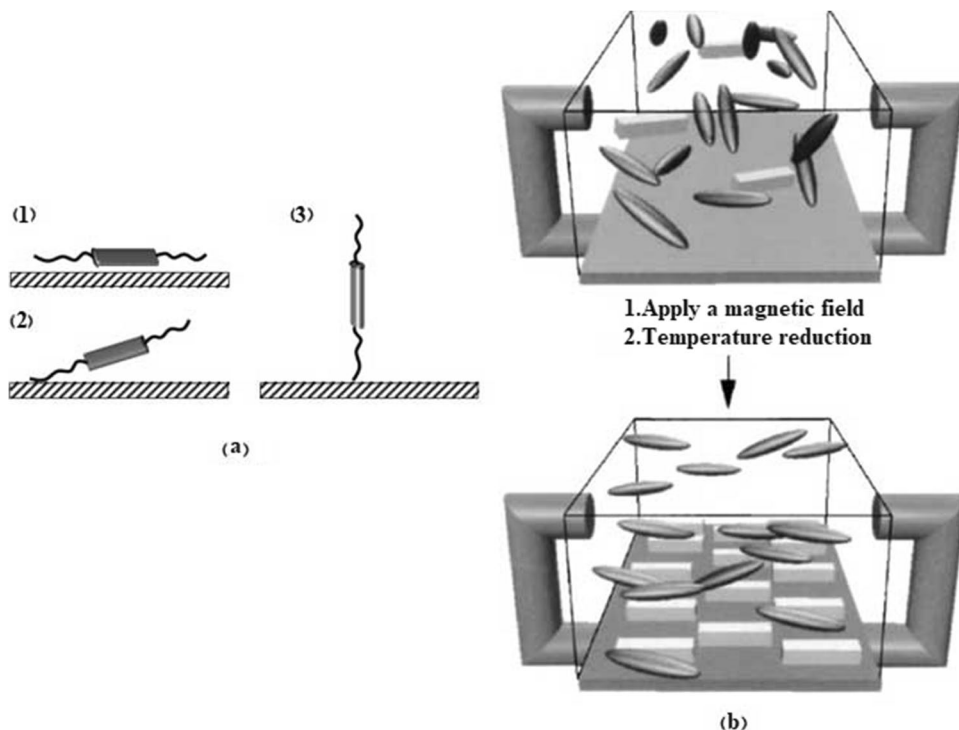 (1)
(3)
(2)
(a)
1.Apply a magnetic field
2.Temperature reduction
(b)